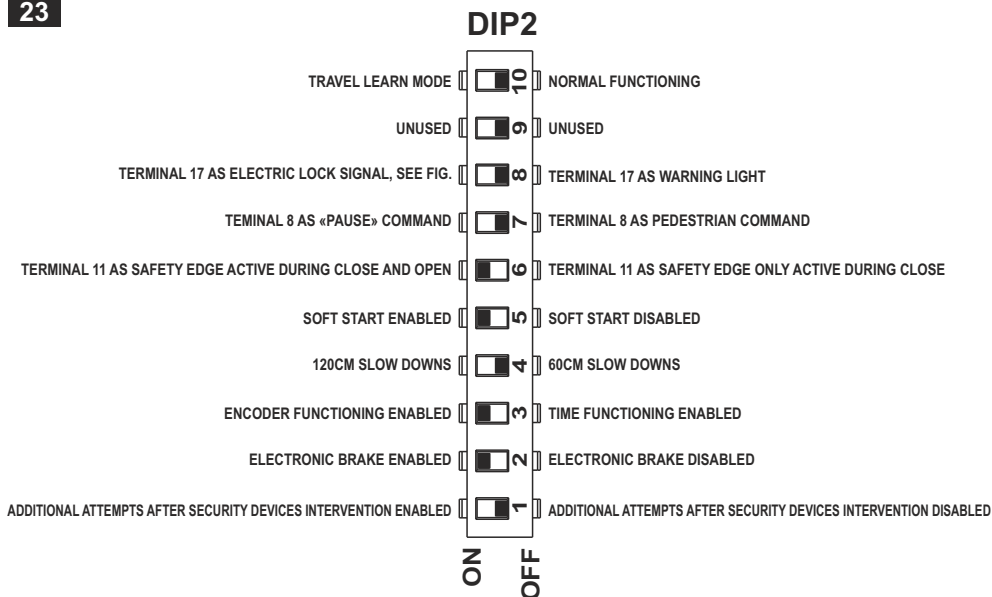 23
DIP2
TRAVEL LEARN MODE 10 NORMAL FUNCTIONING
UNUSED 9 UNUSED
TERMINAL 17 AS ELECTRIC LOCK SIGNAL, SEE FIG. 8 TERMINAL 17 AS WARNING LIGHT
TEMINAL 8 AS «PAUSE» COMMAND 7 TERMINAL 8 AS PEDESTRIAN COMMAND
TERMINAL 11 AS SAFETY EDGE ACTIVE DURING CLOSE AND OPEN 6 TERMINAL 11 AS SAFETY EDGE ONLY ACTIVE DURING CLOSE
SOFT START ENABLED 5 SOFT START DISABLED
120CM SLOW DOWNS 4 60CM SLOW DOWNS
ENCODER FUNCTIONING ENABLED 3 TIME FUNCTIONING ENABLED
ELECTRONIC BRAKE ENABLED 2 ELECTRONIC BRAKE DISABLED
ADDITIONAL ATTEMPTS AFTER SECURITY DEVICES INTERVENTION ENABLED 1 ADDITIONAL ATTEMPTS AFTER SECURITY DEVICES INTERVENTION DISABLED
ON
OFF